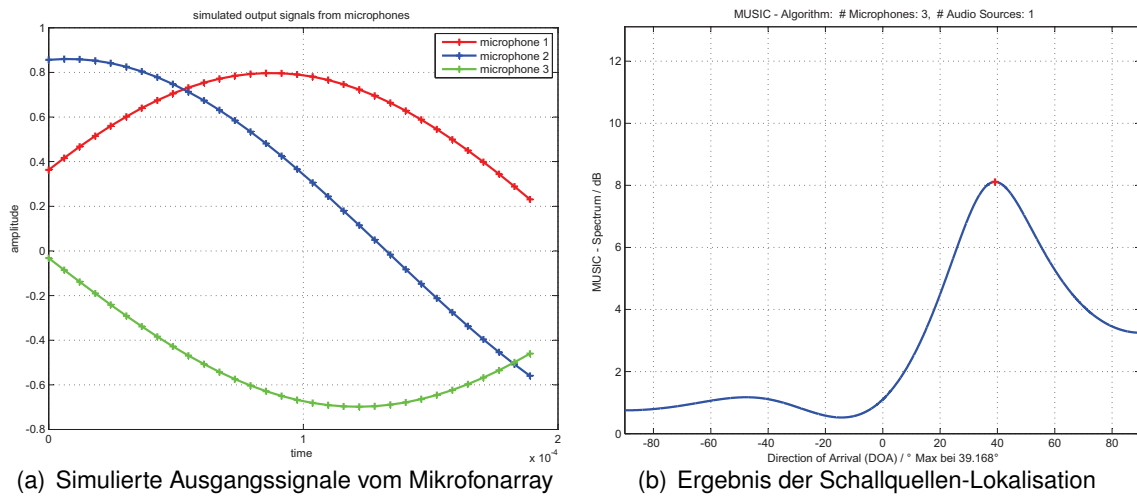 simulated output signals from microphones
1
0.8
0.6
0.4
0.2
0
-0.2
-0.4
-0.6
-0.8
amplitude
microphone 1
microphone 2
microphone 3
0
1
2
time
x 10⁻⁴
(a) Simulierte Ausgangssignale vom Mikrofonarray
MUSIC - Algorithm: # Microphones: 3, # Audio Sources: 1
12
10
8
6
4
2
0
MUSIC - Spectrum / dB
-80
-60
-40
-20
0
20
40
60
80
Direction of Arrival (DOA) / ° Max bei 39.168°
(b) Ergebnis der Schallquellen-Lokalisation